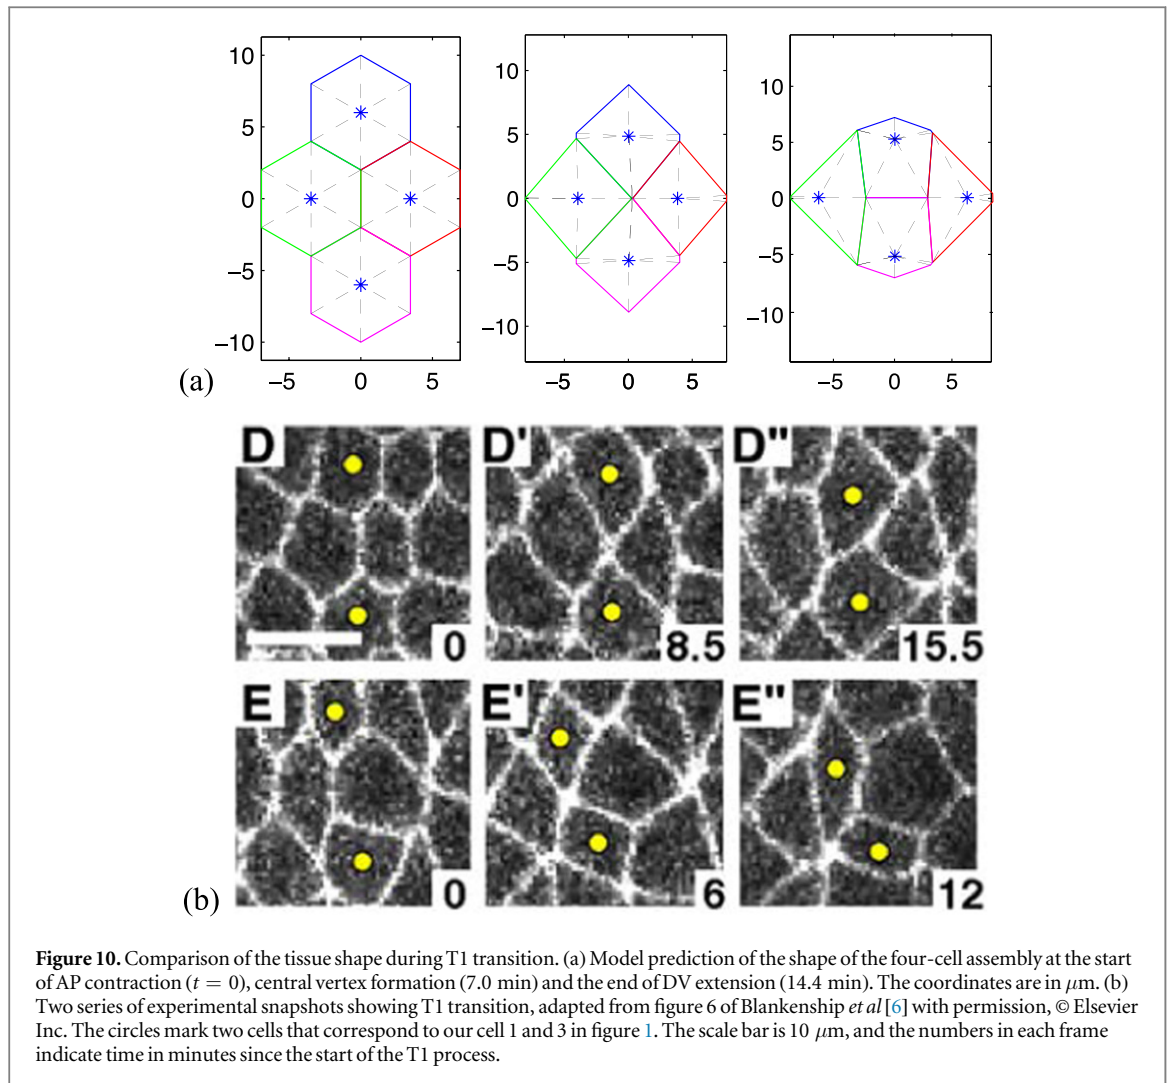 10
5
0
−5
−10
−5
0
5
10
5
0
−5
−10
−5
0
5
10
5
0
−5
−10
−5
0
5
(a)
D
0
D'
8.5
D''
15.5
E
0
E'
6
E''
12
(b)
Figure 10. Comparison of the tissue shape during T1 transition. (a) Model prediction of the shape of the four-cell assembly at the start
of AP contraction (t = 0), central vertex formation (7.0 min) and the end of DV extension (14.4 min). The coordinates are in μm. (b)
Two series of experimental snapshots showing T1 transition, adapted from figure 6 of Blankenship et al [6] with permission, © Elsevier
Inc. The circles mark two cells that correspond to our cell 1 and 3 in figure 1. The scale bar is 10 μm, and the numbers in each frame
indicate time in minutes since the start of the T1 process.